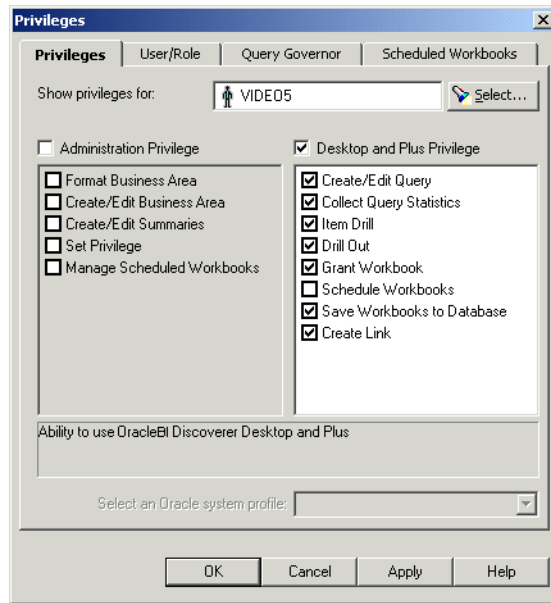 Privileges
Privileges User/Role Query Governor Scheduled Workbooks
Show privileges for: VIDEO5 Select...
Administration Privilege
Format Business Area
Create/Edit Business Area
Create/Edit Summaries
Set Privilege
Manage Scheduled Workbooks
Desktop and Plus Privilege
Create/Edit Query
Collect Query Statistics
Item Drill
Drill Out
Grant Workbook
Schedule Workbooks
Save Workbooks to Database
Create Link
Ability to use OracleBI Discoverer Desktop and Plus
Select an Oracle system profile:
OK Cancel Apply Help